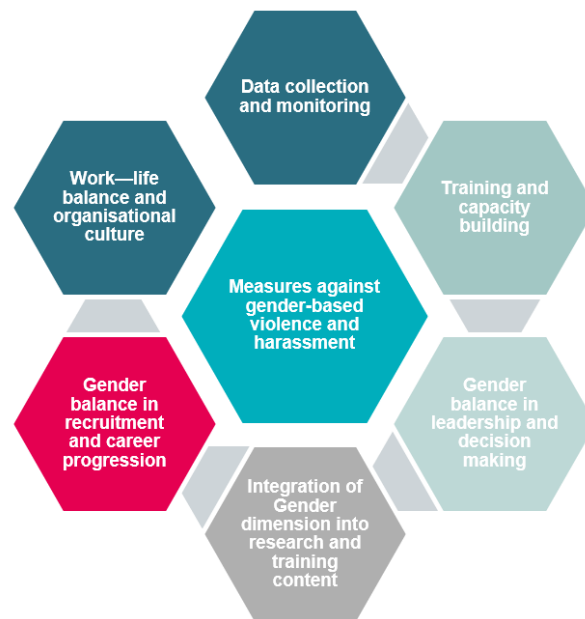 Data collection
and monitoring
Work—life
balance and
organisational
culture
Training and
capacity
building
Measures against
gender-based
violence and
harassment
Gender
balance in
recruitment
and career
progression
Gender
balance in
leadership and
decision
making
Integration of
Gender
dimension into
research and
training
content